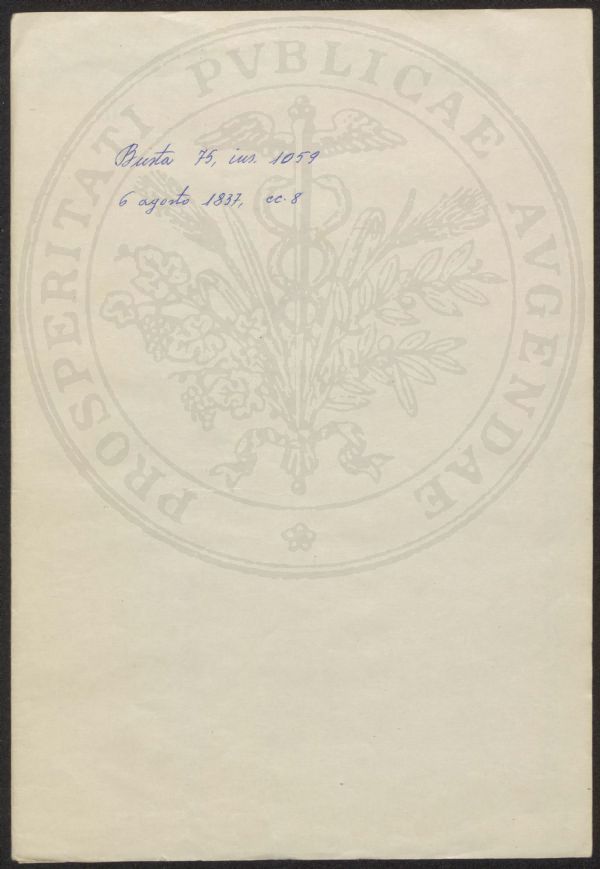 PROSPERITATI PVBLICAE AVGENDAE
Busta 75, ins. 1059
6 agosto 1837, cc. 8